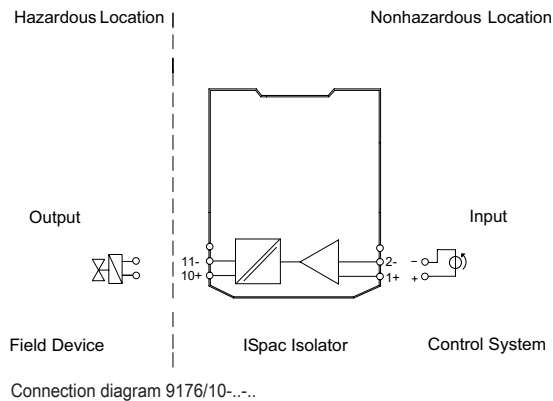 Hazardous Location
Nonhazardous Location
Output
Input
11-
10+
2-
1+
–
+
Field Device
ISpac Isolator
Control System
Connection diagram 9176/10-..-..